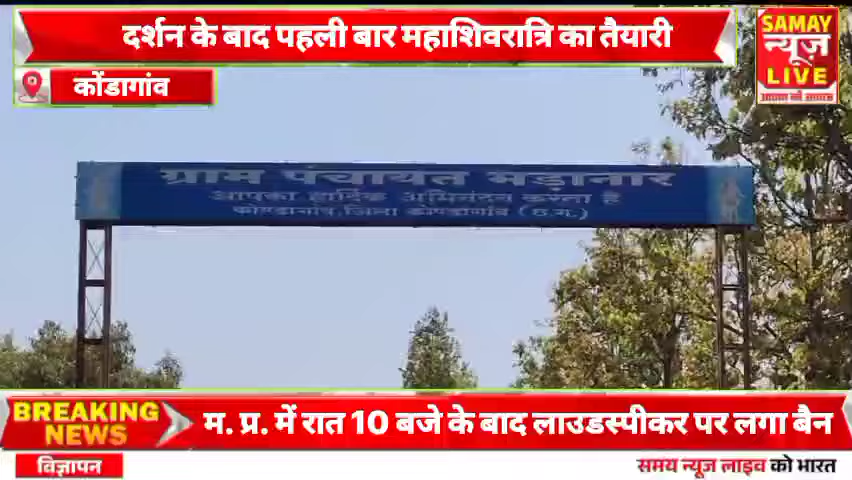 दर्शन के बाद पहली बार महाशिवरात्रि का तैयारी
SAMAY
न्यूज़
LIVE
कोंडागांव
ग्राम पंचायत भड़ानार
आपका हार्दिक अभिनंदन करता है
कोण्डागांव, जिला कोण्डागांव (छ.ग.)
BREAKING
NEWS
म. प्र. में रात 10 बजे के बाद लाउडस्पीकर पर लगा बैन
विज्ञापन
समय न्यूज लाइव को भारत